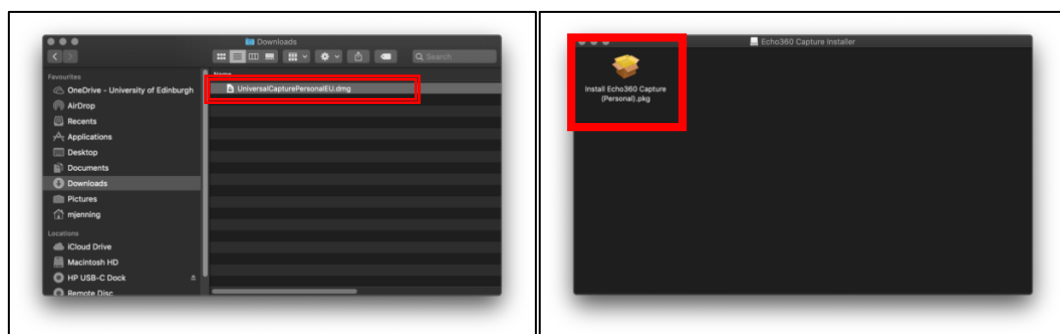 Downloads
Search
Favourites
Name
OneDrive - University of Edinburgh
UniversalCapturePersonalEU.dmg
AirDrop
Recents
Applications
Desktop
Documents
Downloads
Pictures
mjenning
Locations
iCloud Drive
Macintosh HD
HP USB-C Dock
Remote Disc
Echo360 Capture Installer
Install Echo360 Capture
(Personal).pkg